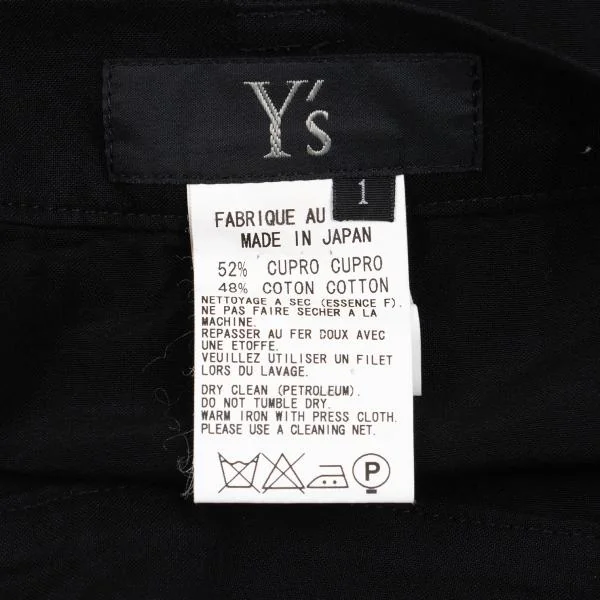 Y's
1
FABRIQUE AU
MADE IN JAPAN
52% CUPRO CUPRO
48% COTON COTTON
NETTOYAGE A SEC (ESSENCE F).
NE PAS FAIRE SECHER A LA
MACHINE.
REPASSER AU FER DOUX AVEC
UNE ETOFFE.
VEUILLEZ UTILISER UN FILET
LORS DU LAVAGE.
DRY CLEAN (PETROLEUM).
DO NOT TUMBLE DRY.
WARM IRON WITH PRESS CLOTH.
PLEASE USE A CLEANING NET.
P